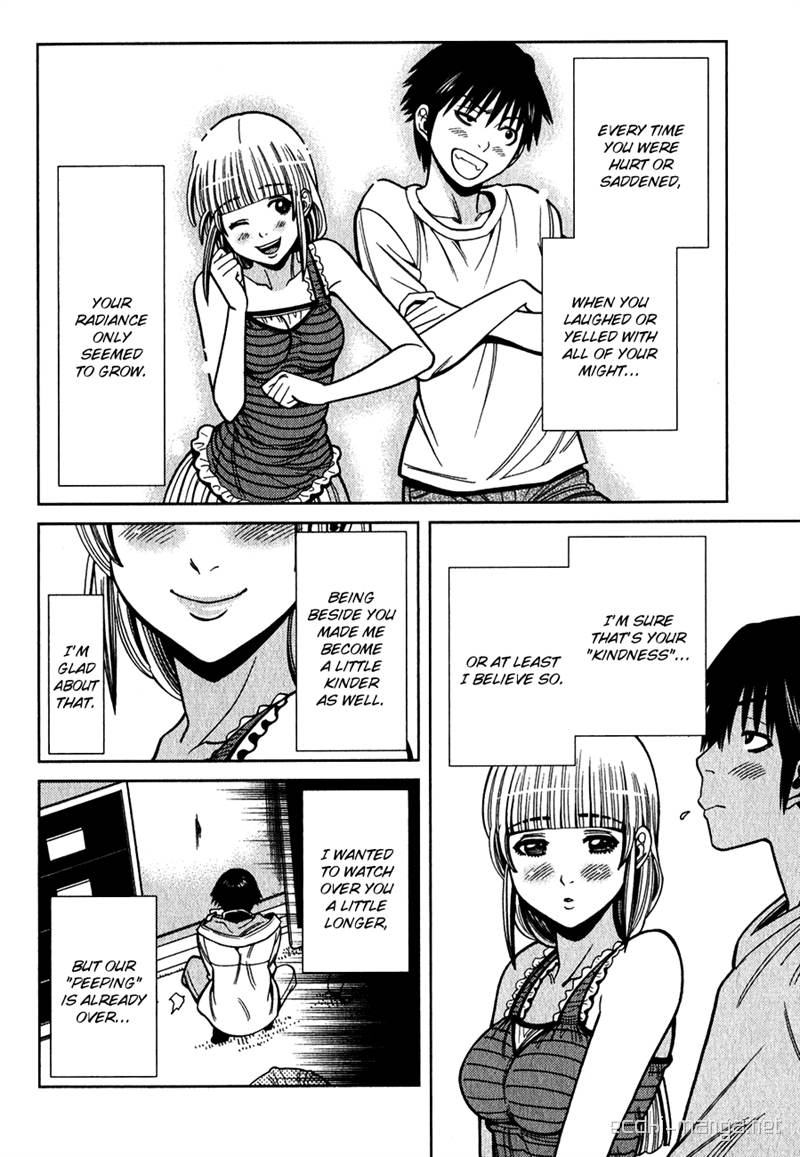 EVERY TIME
YOU WERE
HURT OR
SADDENED,
WHEN YOU
LAUGHED OR
YELLED WITH
ALL OF YOUR
MIGHT...
YOUR
RADIANCE
ONLY
SEEMED
TO GROW.
I'M SURE
THAT'S YOUR
"KINDNESS"...
OR AT LEAST
I BELIEVE SO.
BEING
BESIDE YOU
MADE ME
BECOME
A LITTLE
KINDER
AS WELL.
I'M
GLAD
ABOUT
THAT.
I WANTED
TO WATCH
OVER YOU
A LITTLE
LONGER,
BUT OUR
"PEEPING"
IS ALREADY
OVER...
ecchi-manga.net